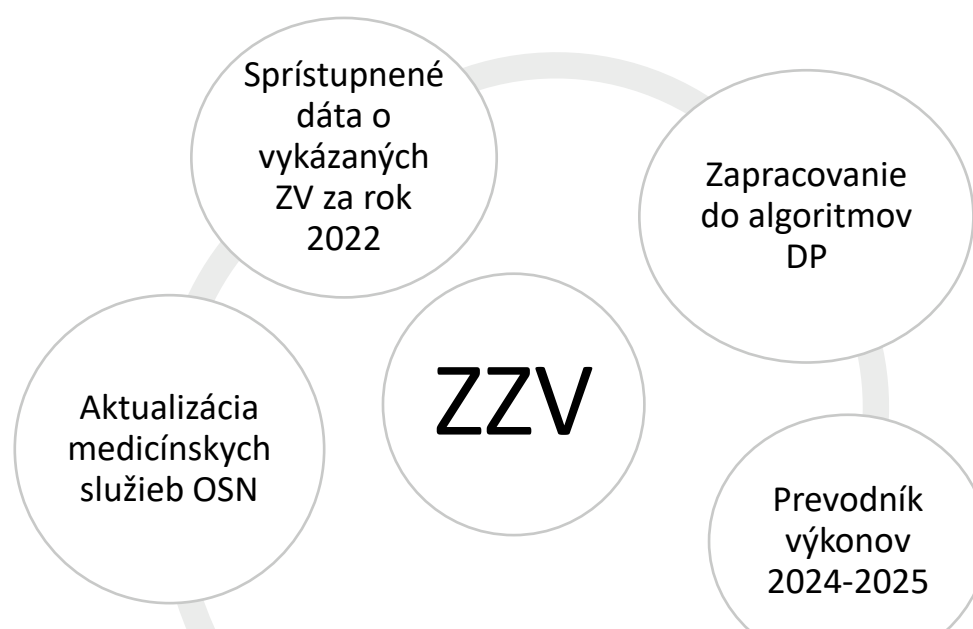 Sprístupnené
dáta o
vykázaných
ZV za rok
2022
Zapracovanie
do algoritmov
DP
ZZV
Aktualizácia
medicínskych
služieb OSN
Prevodník
výkonov
2024-2025